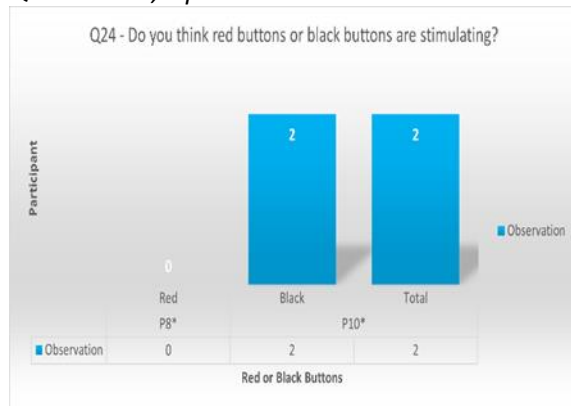 Q24 - Do you think red buttons or black buttons are stimulating?
Participant
0
2
2
Observation
Red Black Total
P8* P10*
Observation 0 2 2
Red or Black Buttons